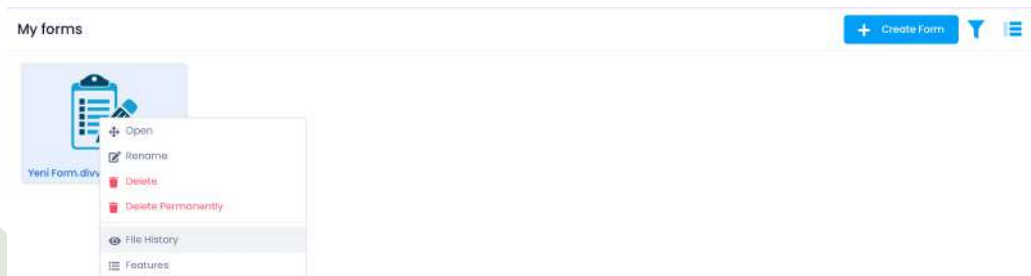 My forms
Create Form
Open
Rename
Yeni Form.divv
Delete
Delete Permanently
File History
Features